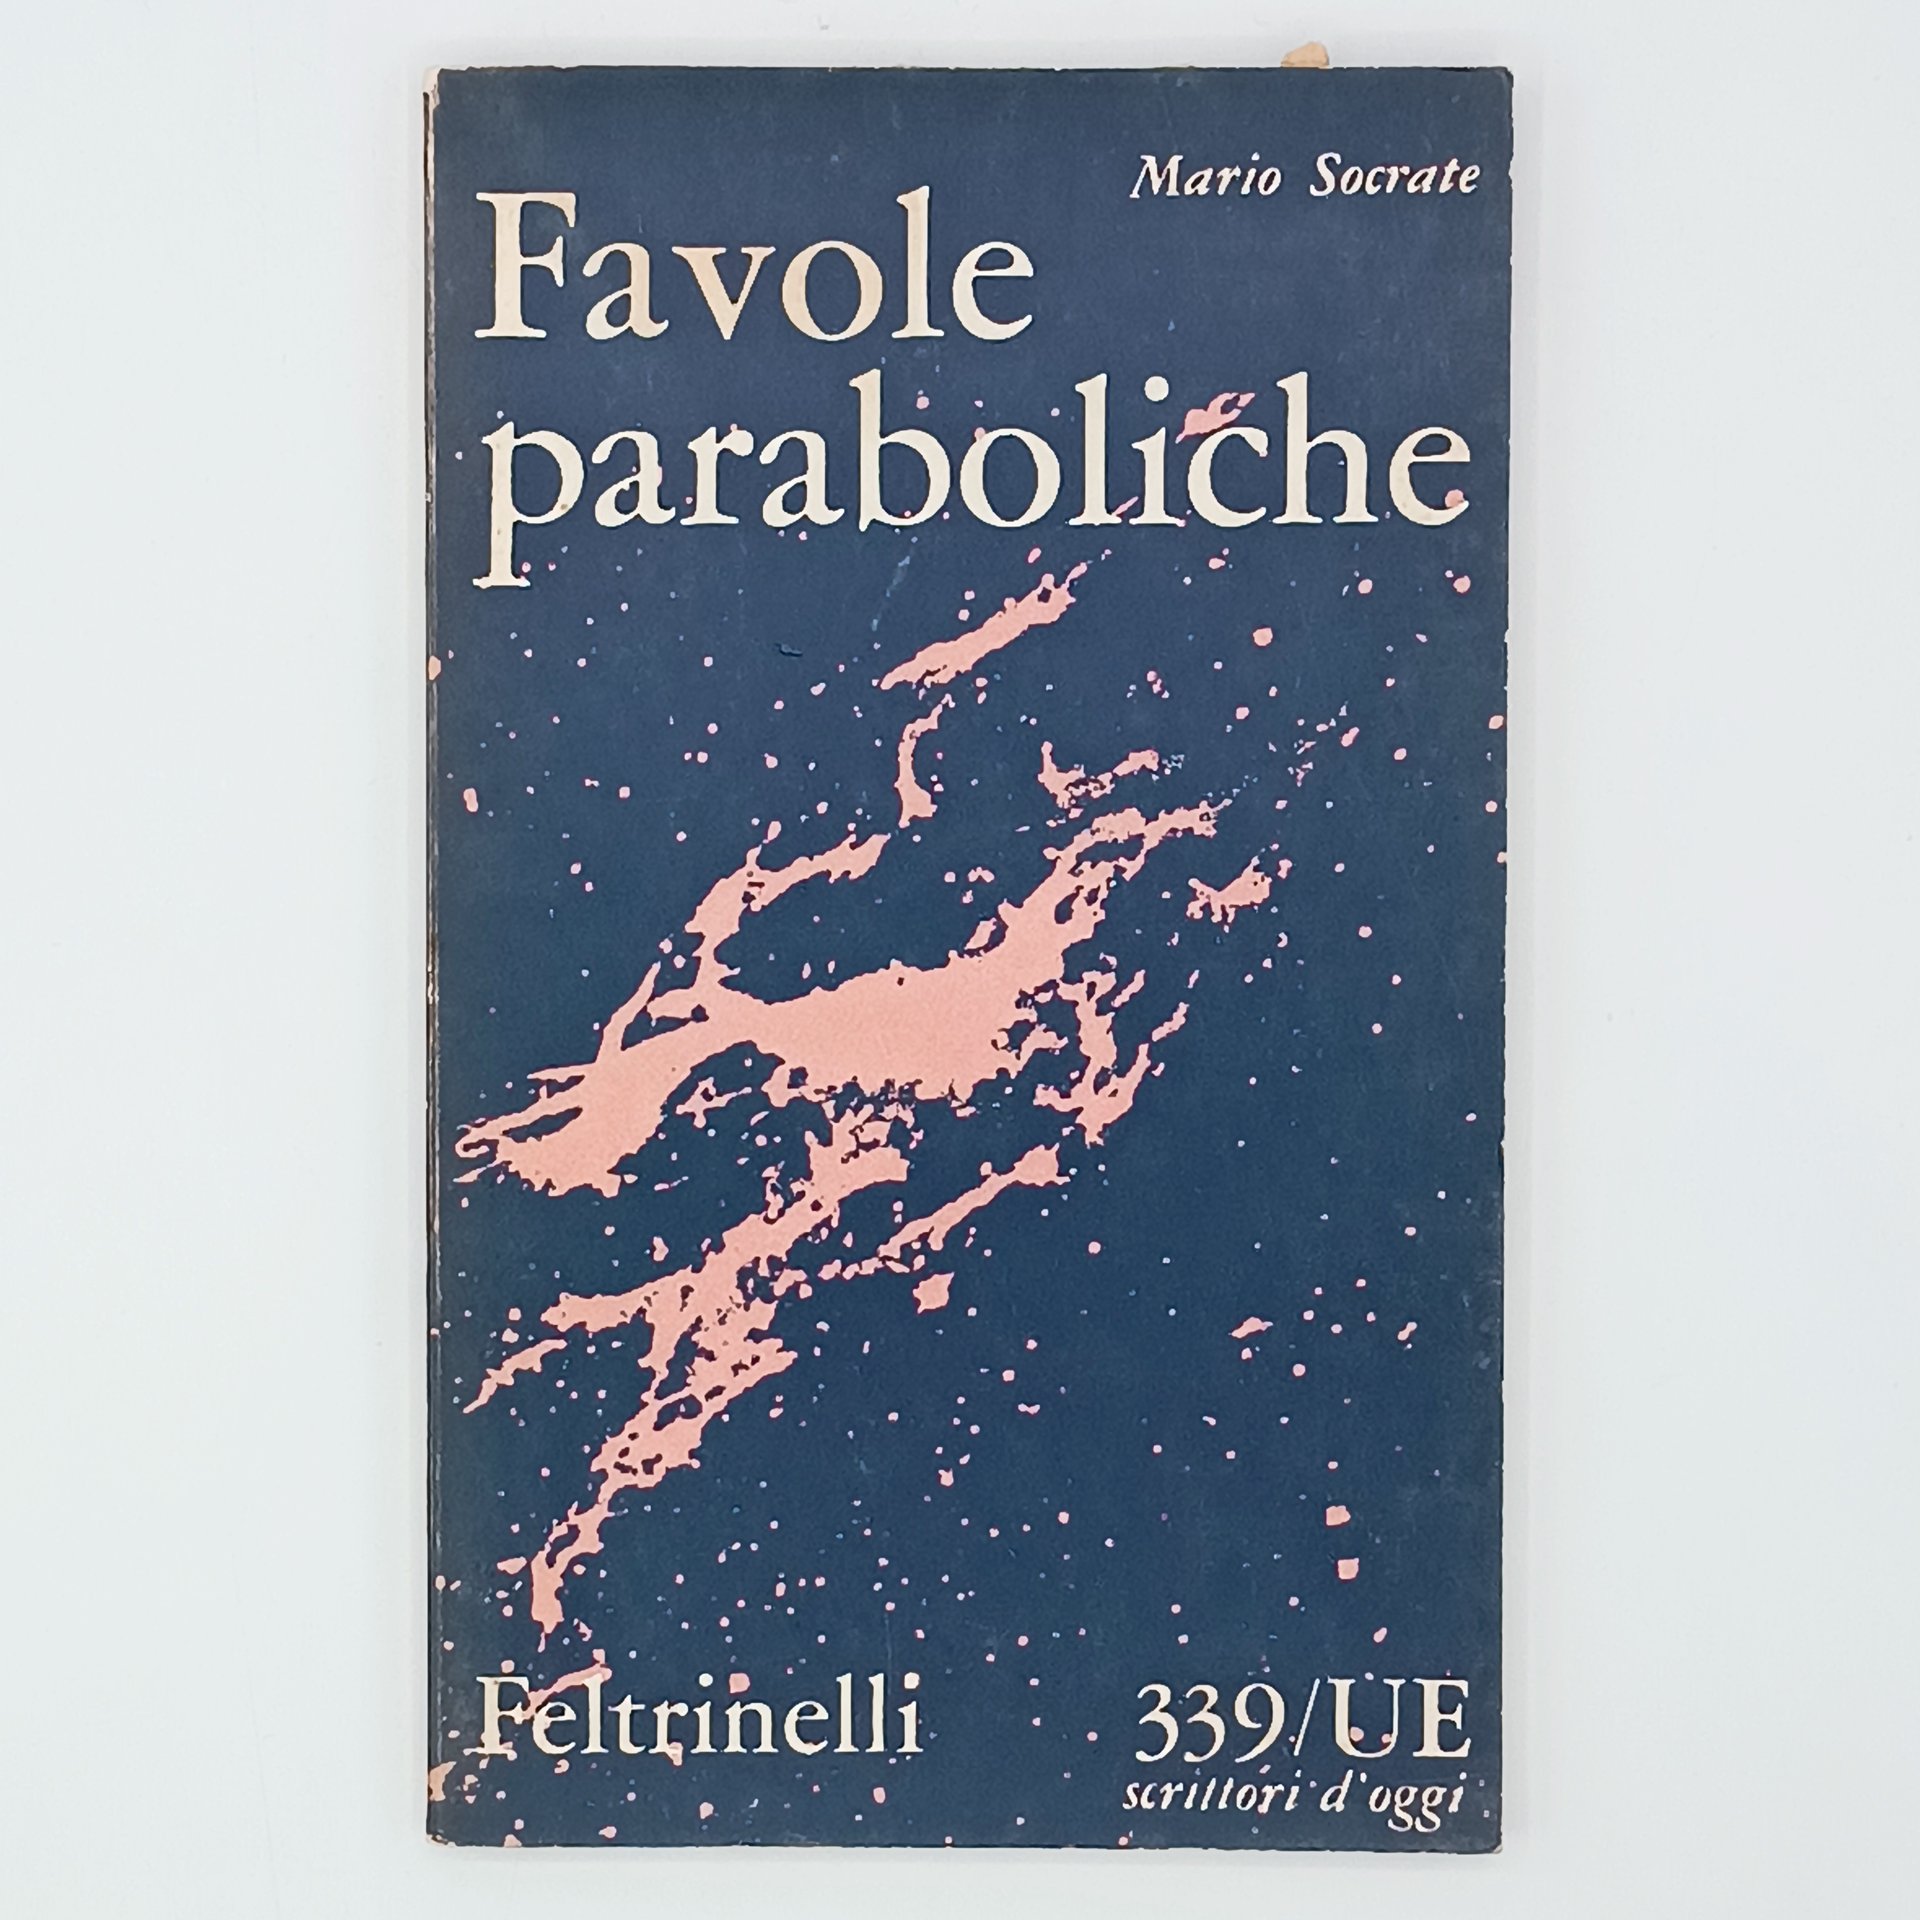 Mario Socrate
Favole
paraboliche
Feltrinelli
339/UE
scrittori d'oggi